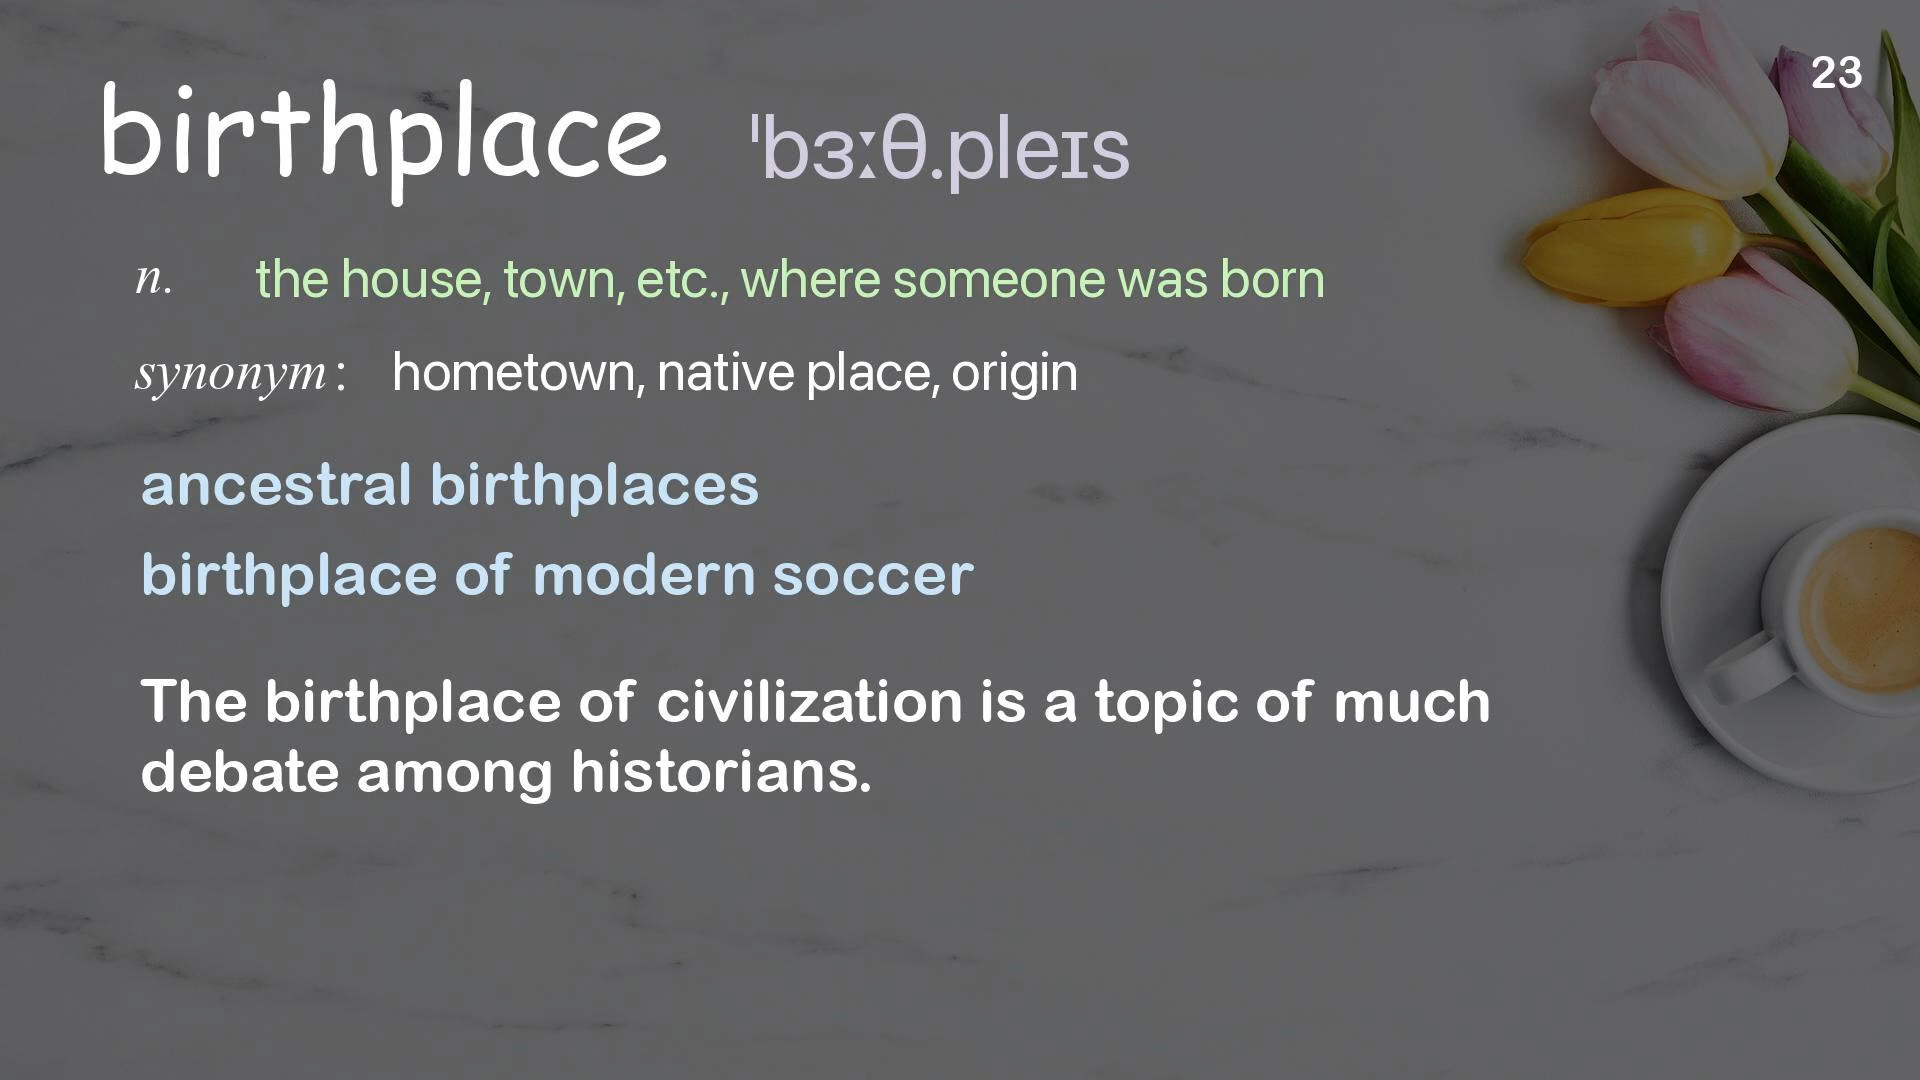 23
birthplace ˈbɜːθ.pleɪs
n. the house, town, etc., where someone was born
synonym : hometown, native place, origin
ancestral birthplaces
birthplace of modern soccer
The birthplace of civilization is a topic of much
debate among historians.